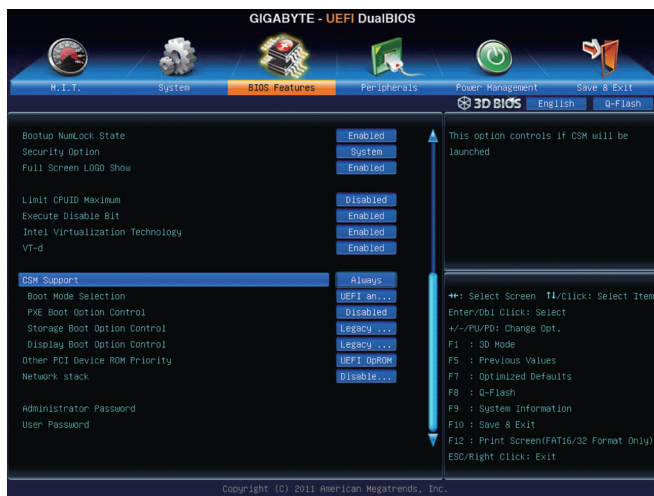 GIGABYTE - UEFI DualBIOS
M.I.T. System BIOS Features Peripherals Power Management Save & Exit
3D BIOS English Q-Flash
Bootup NumLock State Enabled
Security Option System
Full Screen LOGO Show Enabled
Limit CPUID Maximum Disabled
Execute Disable Bit Enabled
Intel Virtualization Technology Enabled
VT-d Enabled
CSM Support Always
Boot Mode Selection UEFI an...
PXE Boot Option Control Disabled
Storage Boot Option Control Legacy ...
Display Boot Option Control Legacy ...
Other PCI Device ROM Priority UEFI OpROM
Network stack Disable...
Administrator Password
User Password
This option controls if CSM will be
launched
→←: Select Screen ↑↓/Click: Select Item
Enter/Dbl Click: Select
+/-/PU/PD: Change Opt.
F1 : 3D Mode
F5 : Previous Values
F7 : Optimized Defaults
F8 : Q-Flash
F9 : System Information
F10 : Save & Exit
F12 : Print Screen(FAT16/32 Format Only)
ESC/Right Click: Exit
Copyright (C) 2011 American Megatrends, Inc.